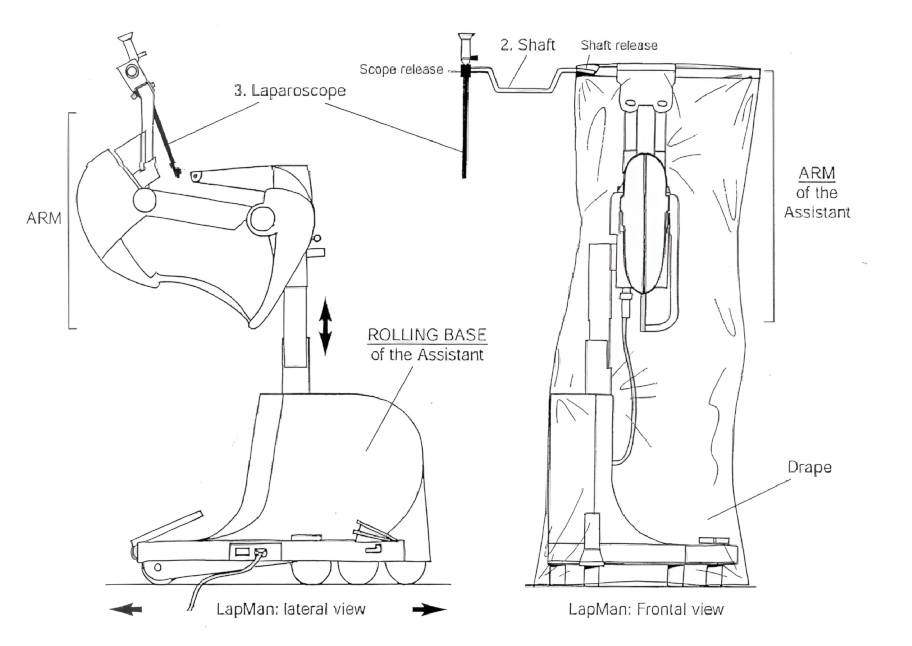 2. Shaft
Shaft release
Scope release
3. Laparoscope
ARM
ARM
of the
Assistant
ROLLING BASE
of the Assistant
Drape
LapMan: lateral view
LapMan: Frontal view